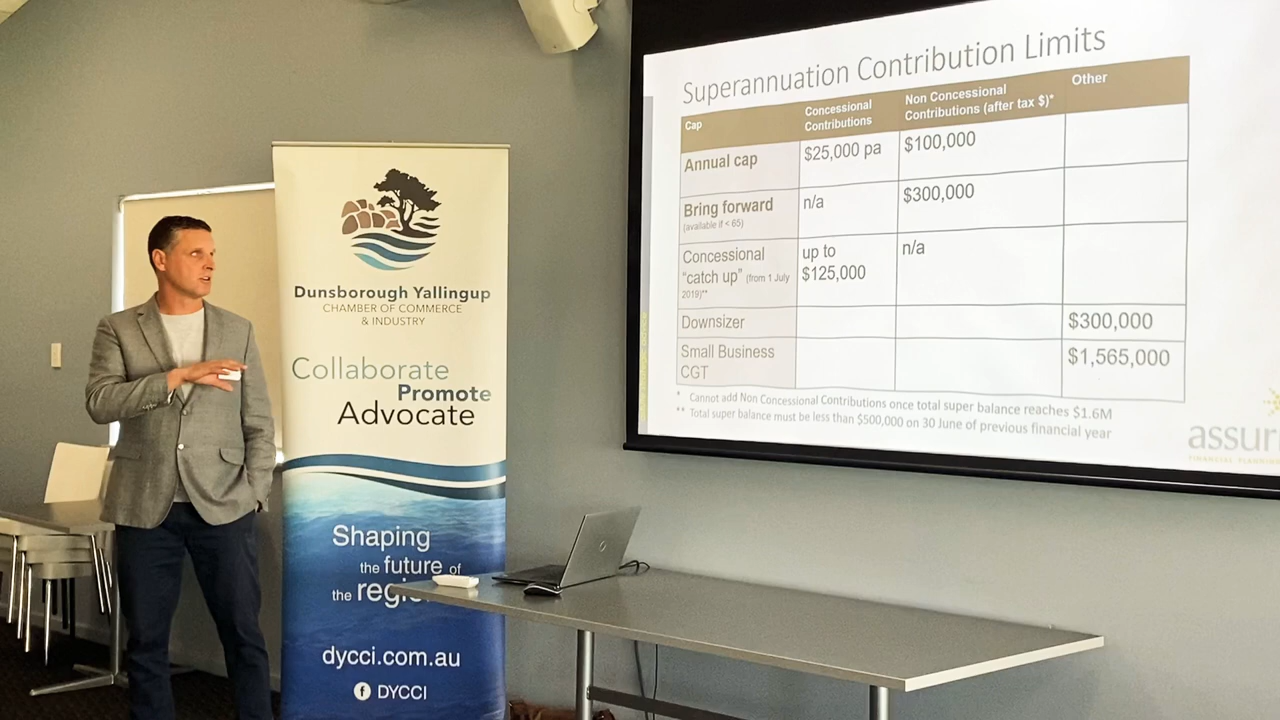 Dunsborough Yallingup
CHAMBER OF COMMERCE
& INDUSTRY
Collaborate
Promote
Advocate
Shaping
the future of
the
dycci.com.au
DYCCI
Superannuation Contribution Limits
Cap
Concessional
Contributions
Non Concessional
Contributions (after tax $)*
Other
Annual cap
$25,000 pa
$100,000
Bring forward
(available if < 65)
n/a
$300,000
Concessional
"catch up" (from 1 July
2019)**
up to
$125,000
n/a
Downsizer
$300,000
Small Business
CGT
$1,565,000
* Cannot add Non Concessional Contributions once total super balance reaches $1.6M
** Total super balance must be less than $500,000 on 30 June of previous financial year
FINANCIAL